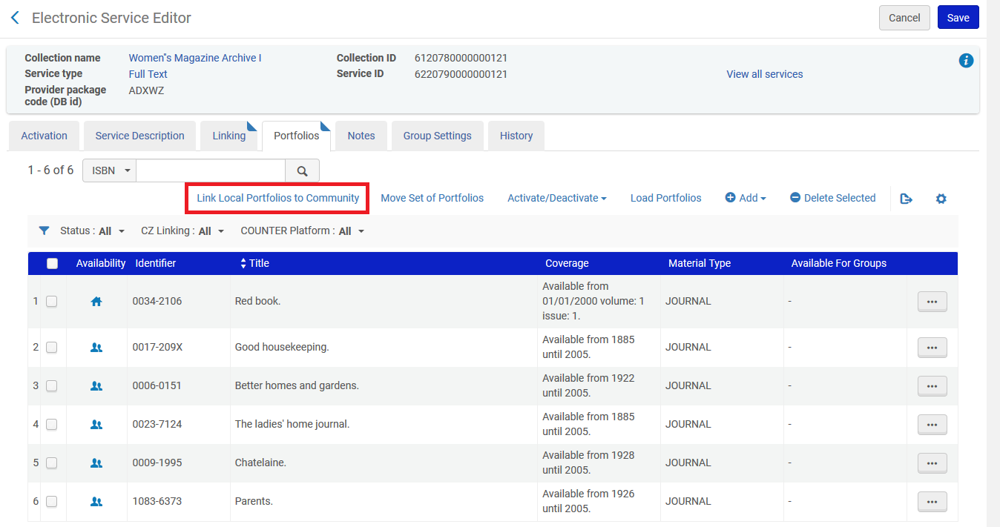 Electronic Service Editor
Cancel
Save
Collection name Women"s Magazine Archive I Collection ID 6120780000000121
Service type Full Text Service ID 6220790000000121 View all services
Provider package code (DB id) ADXWZ
Activation Service Description Linking Portfolios Notes Group Settings History
1 - 6 of 6 ISBN
Link Local Portfolios to Community Move Set of Portfolios Activate/Deactivate Load Portfolios Add Delete Selected
Status : All CZ Linking : All COUNTER Platform : All
Availability Identifier Title Coverage Material Type Available For Groups
1 0034-2106 Red book. Available from 01/01/2000 volume: 1 issue: 1. JOURNAL -
2 0017-209X Good housekeeping. Available from 1885 until 2005. JOURNAL -
3 0006-0151 Better homes and gardens. Available from 1922 until 2005. JOURNAL -
4 0023-7124 The ladies' home journal. Available from 1885 until 2005. JOURNAL -
5 0009-1995 Chatelaine. Available from 1928 until 2005. JOURNAL -
6 1083-6373 Parents. Available from 1926 until 2005. JOURNAL -